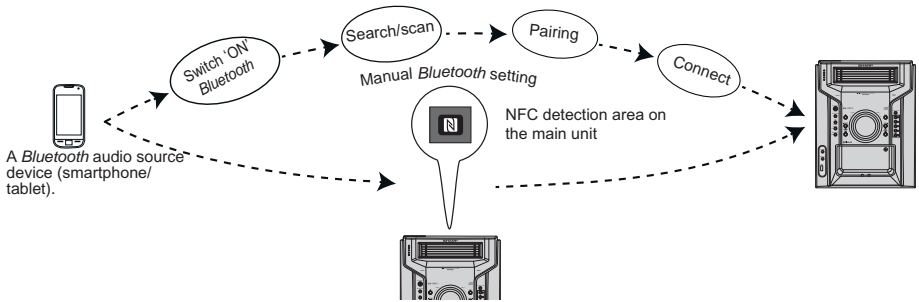 Switch ‘ON’
Bluetooth
Search/scan
Pairing
Connect
Manual Bluetooth setting
NFC detection area on
the main unit
A Bluetooth audio source
device (smartphone/
tablet).